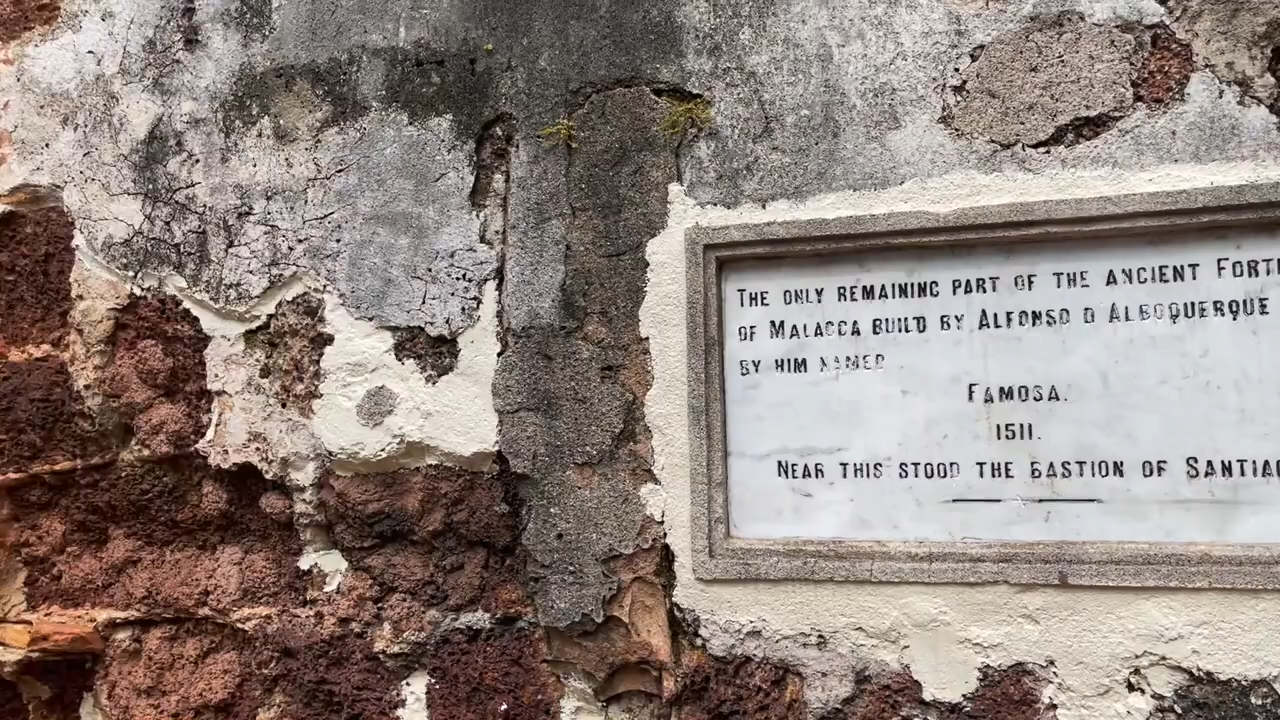 THE ONLY REMAINING PART OF THE ANCIENT FORT
OF MALACCA BUILT BY ALFONSO D ALBOQUERQUE
BY HIM NAMED
FAMOSA.
1511.
NEAR THIS STOOD THE BASTION OF SANTIA